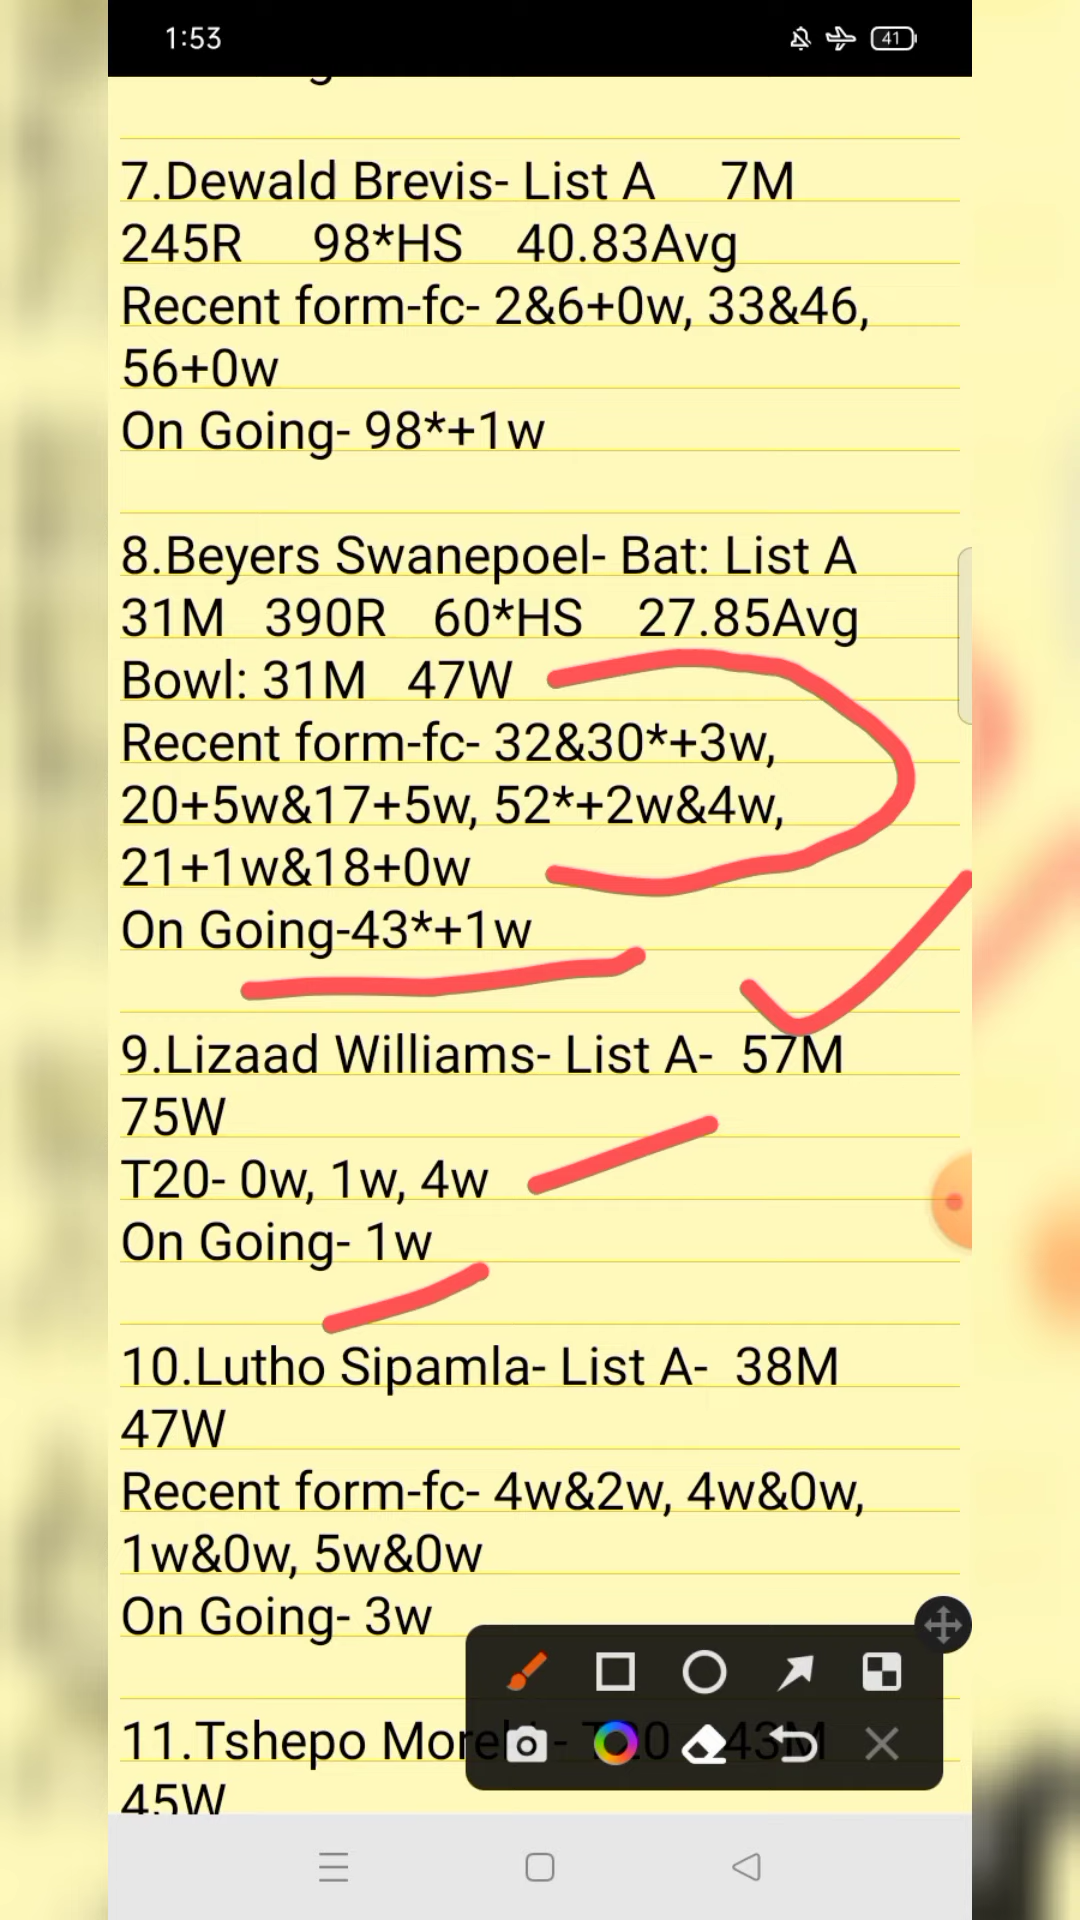 1:53
41
7.Dewald Brevis- List A 7M
245R 98*HS 40.83Avg
Recent form-fc- 2&6+0w, 33&46,
56+0w
On Going- 98*+1w
8.Beyers Swanepoel- Bat: List A
31M 390R 60*HS 27.85Avg
Bowl: 31M 47W
Recent form-fc- 32&30*+3w,
20+5w&17+5w, 52*+2w&4w,
21+1w&18+0w
On Going-43*+1w
9.Lizaad Williams- List A- 57M
75W
T20- 0w, 1w, 4w
On Going- 1w
10.Lutho Sipamla- List A- 38M
47W
Recent form-fc- 4w&2w, 4w&0w,
1w&0w, 5w&0w
On Going- 3w
11.Tshepo - T20 43M
45W